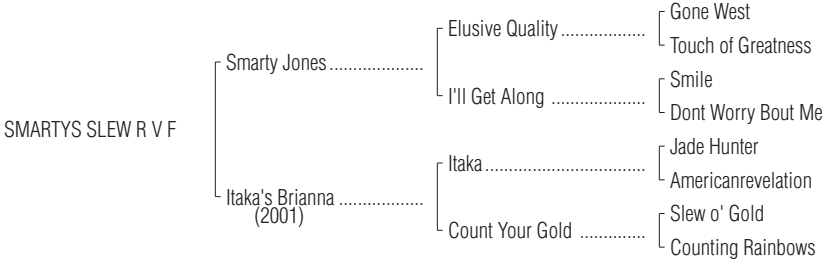 Gone West
Elusive Quality ...................
Touch of Greatness
Smarty Jones ....................
Smile
I'll Get Along .....................
Dont Worry Bout Me
SMARTYS SLEW R V F
Jade Hunter
Itaka.................................
Americanrevelation
Itaka's Brianna ..................
(2001)
Slew o' Gold
Count Your Gold ..............
Counting Rainbows